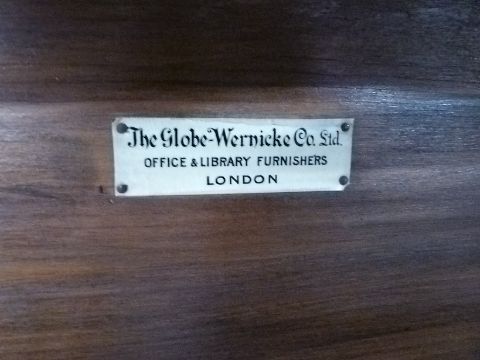 The Globe-Wernicke Co. Ltd.
OFFICE & LIBRARY FURNISHERS
LONDON